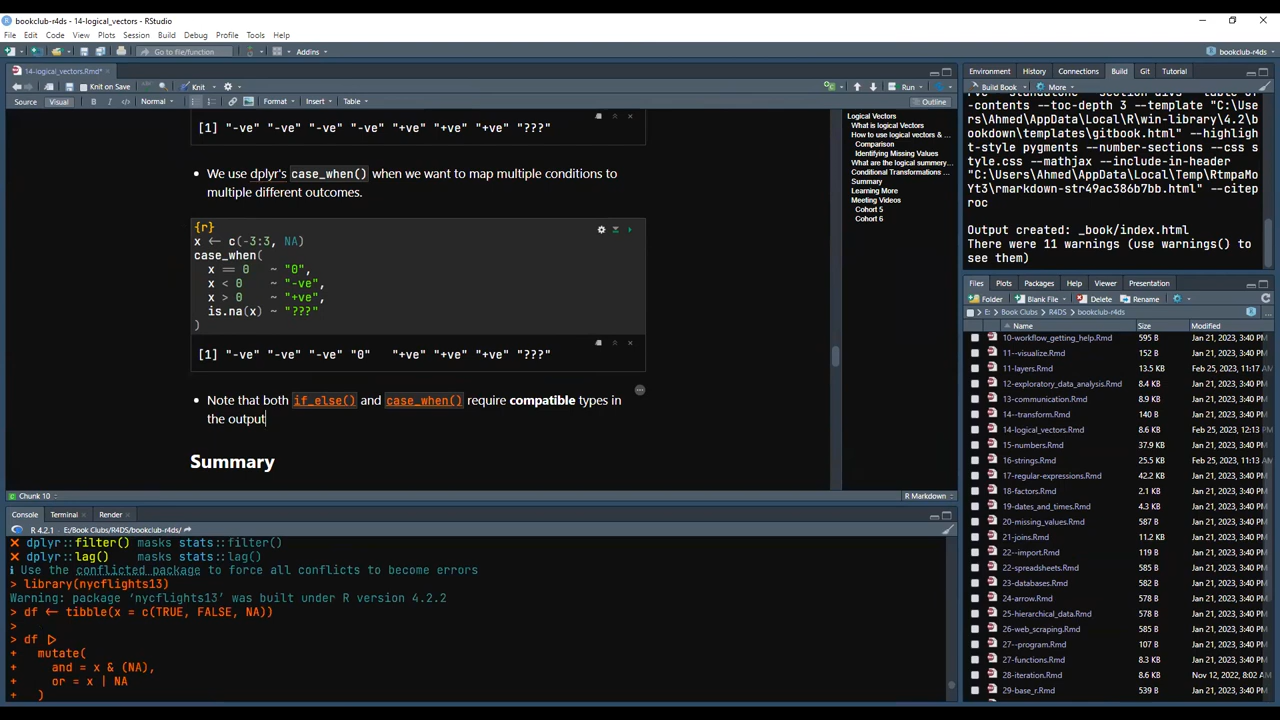 bookclub-r4ds - 14-logical_vectors - RStudio
File Edit Code View Plots Session Build Debug Profile Tools Help
Go to file/function Addins bookclub-r4ds
14-logical_vectors.Rmd*
Knit on Save Knit Run
Source Visual B I </> Normal Format Insert Table Outline
[1] "-ve" "-ve" "-ve" "-ve" "+ve" "+ve" "+ve" "???"
• We use dplyr's case_when() when we want to map multiple conditions to
multiple different outcomes.
{r}
x <- c(-3:3, NA)
case_when(
x == 0 ~ "0",
x < 0 ~ "-ve",
x > 0 ~ "+ve",
is.na(x) ~ "???"
)
[1] "-ve" "-ve" "-ve" "0" "+ve" "+ve" "+ve" "???"
• Note that both if_else() and case_when() require compatible types in
the output
Summary
Chunk 10 R Markdown
Logical Vectors
What is logical Vectors
How to use logical vectors & ...
Comparison
Identifying Missing Values
What are the logical summery...
Conditional Transformations ...
Summary
Learning More
Meeting Videos
Cohort 5
Cohort 6
Console Terminal Render
R 4.2.1 · E:/Book Clubs/R4DS/bookclub-r4ds/
✖ dplyr::filter() masks stats::filter()
✖ dplyr::lag() masks stats::lag()
ℹ Use the conflicted package to force all conflicts to become errors
> library(nycflights13)
Warning: package ‘nycflights13’ was built under R version 4.2.2
> df <- tibble(x = c(TRUE, FALSE, NA))
>
> df |>
+ mutate(
+ and = x & (NA),
+ or = x | NA
+ )
Environment History Connections Build Git Tutorial
Build Book More
-contents --toc-depth 3 --template "C:\Use
rs\Ahmed\AppData\Local\R\win-library\4.2\b
ookdown\templates\gitbook.html" --highligh
t-style pygments --number-sections --css s
tyle.css --mathjax --include-in-header
"C:\Users\Ahmed\AppData\Local\Temp\RtmpaMo
Yt3\rmarkdown-str49ac386b7bb.html" --citep
roc
Output created: _book/index.html
There were 11 warnings (use warnings() to
see them)
Files Plots Packages Help Viewer Presentation
Folder Blank File Delete Rename
E: Book Clubs R4DS bookclub-r4ds
Name Size Modified
10-workflow_getting_help.Rmd 595 B Jan 21, 2023, 3:40 PM
11--visualize.Rmd 152 B Jan 21, 2023, 3:40 PM
11-layers.Rmd 13.5 KB Feb 25, 2023, 11:17
12-exploratory_data_analysis.Rmd 8.4 KB Jan 21, 2023, 3:40 PM
13-communication.Rmd 8.9 KB Jan 21, 2023, 3:40 PM
14--transform.Rmd 140 B Jan 21, 2023, 3:40 PM
14-logical_vectors.Rmd 8.6 KB Feb 25, 2023, 12:13
15-numbers.Rmd 37.9 KB Jan 21, 2023, 3:40 PM
16-strings.Rmd 25.5 KB Feb 25, 2023, 11:13
17-regular-expressions.Rmd 42.2 KB Jan 21, 2023, 3:40 PM
18-factors.Rmd 2.1 KB Jan 21, 2023, 3:40 PM
19-dates_and_times.Rmd 4.3 KB Jan 21, 2023, 3:40 PM
20-missing_values.Rmd 587 B Jan 21, 2023, 3:40 PM
21-joins.Rmd 11.2 KB Jan 21, 2023, 3:40 PM
22--import.Rmd 119 B Jan 21, 2023, 3:40 PM
22-spreadsheets.Rmd 585 B Jan 21, 2023, 3:40 PM
23-databases.Rmd 582 B Jan 21, 2023, 3:40 PM
24-arrow.Rmd 579 B Jan 21, 2023, 3:40 PM
25-hierarchical_data.Rmd 585 B Jan 21, 2023, 3:40 PM
26-web_scraping.Rmd 582 B Jan 21, 2023, 3:40 PM
27--program.Rmd 107 B Jan 21, 2023, 3:40 PM
27-functions.Rmd 8.3 KB Jan 21, 2023, 3:40 PM
28-iteration.Rmd 8.6 KB Nov 12, 2022, 8:02
29-base_r.Rmd 539 B Jan 21, 2023, 3:40 PM